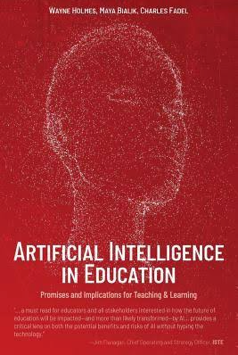 Wayne Holmes, Maya Bialik, Charles Fadel
Artificial Intelligence
in Education
Promises and Implications for Teaching & Learning
"...a must read for educators and all stakeholders interested in how the future of
education will be impacted—and more than likely transformed—by AI... provides a
critical lens on both the potential benefits and risks of AI without hyping the
technology."
—Jim Flanagan, Chief Operating and Strategy Officer, ISTE